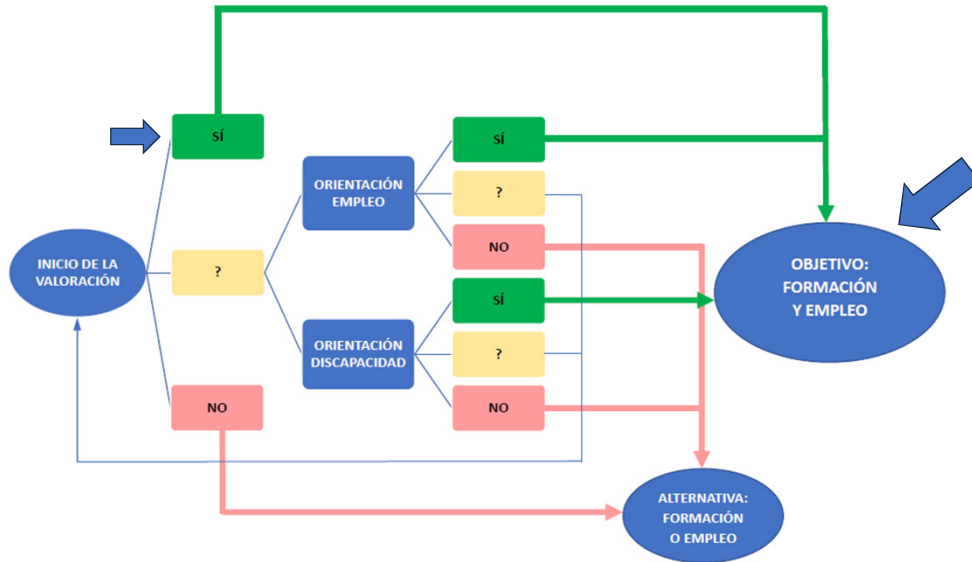 SÍ
SÍ
ORIENTACIÓN
EMPLEO
?
NO
INICIO DE LA
VALORACIÓN
?
OBJETIVO:
FORMACIÓN
Y EMPLEO
SÍ
ORIENTACIÓN
DISCAPACIDAD
?
NO
NO
ALTERNATIVA:
FORMACIÓN
O EMPLEO